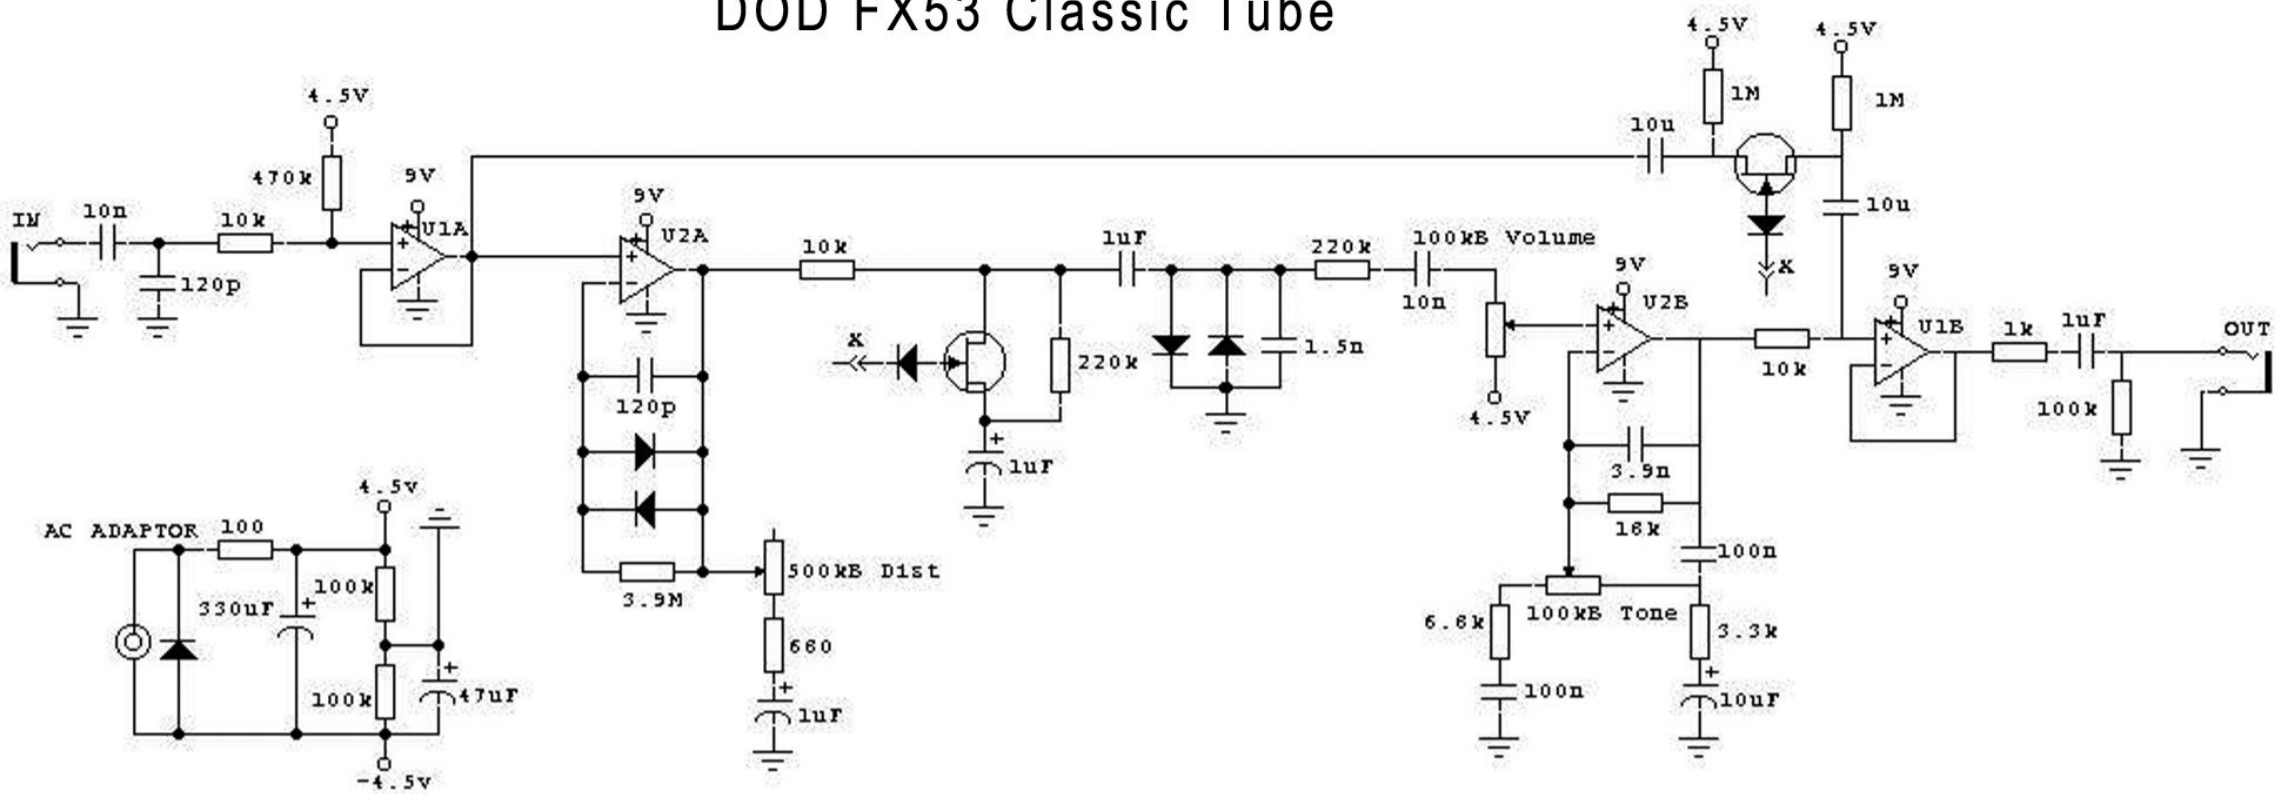 DOD FX53 Classic Tube
4.5V
4.5V
1M
1M
10u
10u
X
4.5V
470k
9V
U1A
IN
10n
10k
120p
9V
U2A
10k
1uF
220k
100kB Volume
10n
9V
U2B
9V
U1B
1k
1uF
OUT
X
220k
1.5n
4.5V
10k
100k
120p
1uF
3.9n
16k
100n
500kB Dist
3.9M
660
1uF
6.8k
100kB Tone
3.3k
100n
10uF
AC ADAPTOR
100
4.5v
330uF
100k
100k
47uF
-4.5v